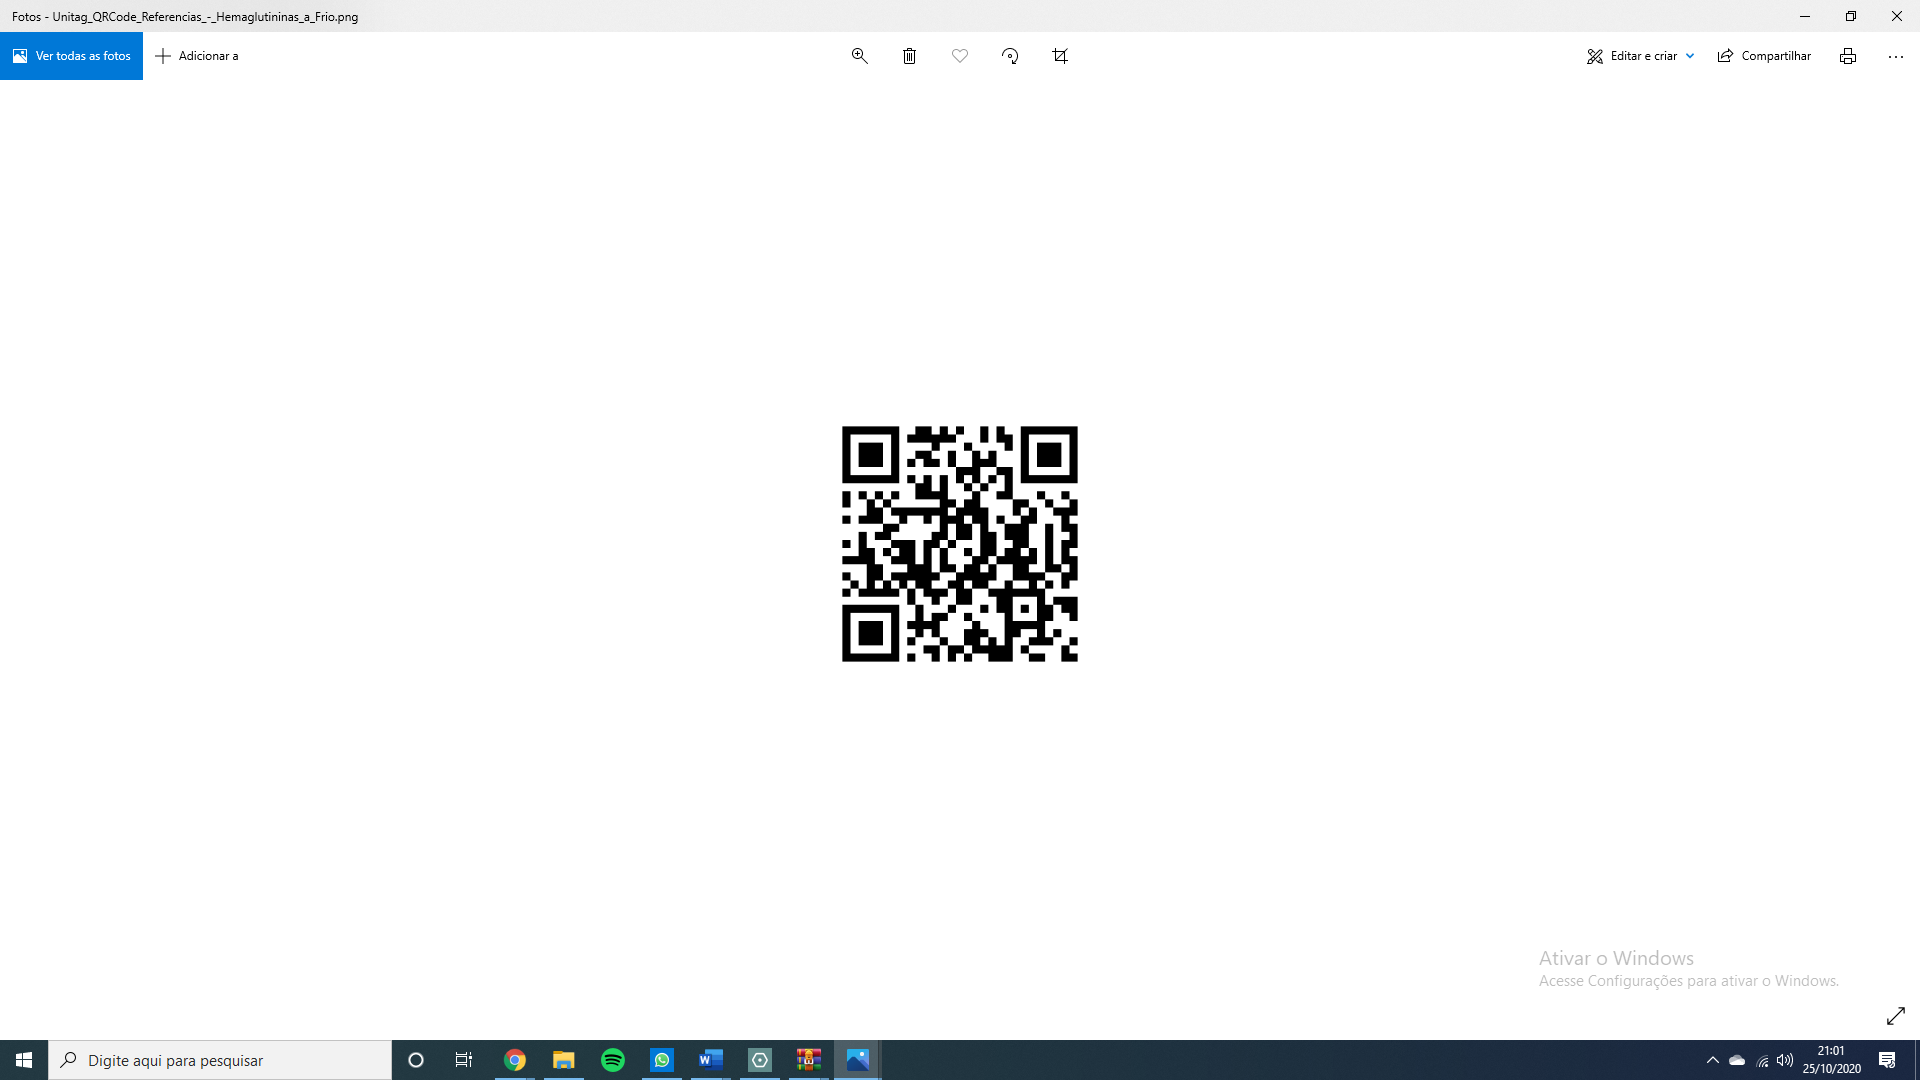 Fotos - Unitag_QRCode_Referencias_-_Hemaglutininas_a_Frio.png
Ver todas as fotos
Adicionar a
Editar e criar
Compartilhar
Ativar o Windows
Acesse Configurações para ativar o Windows.
Digite aqui para pesquisar
W
21:01
25/10/2020